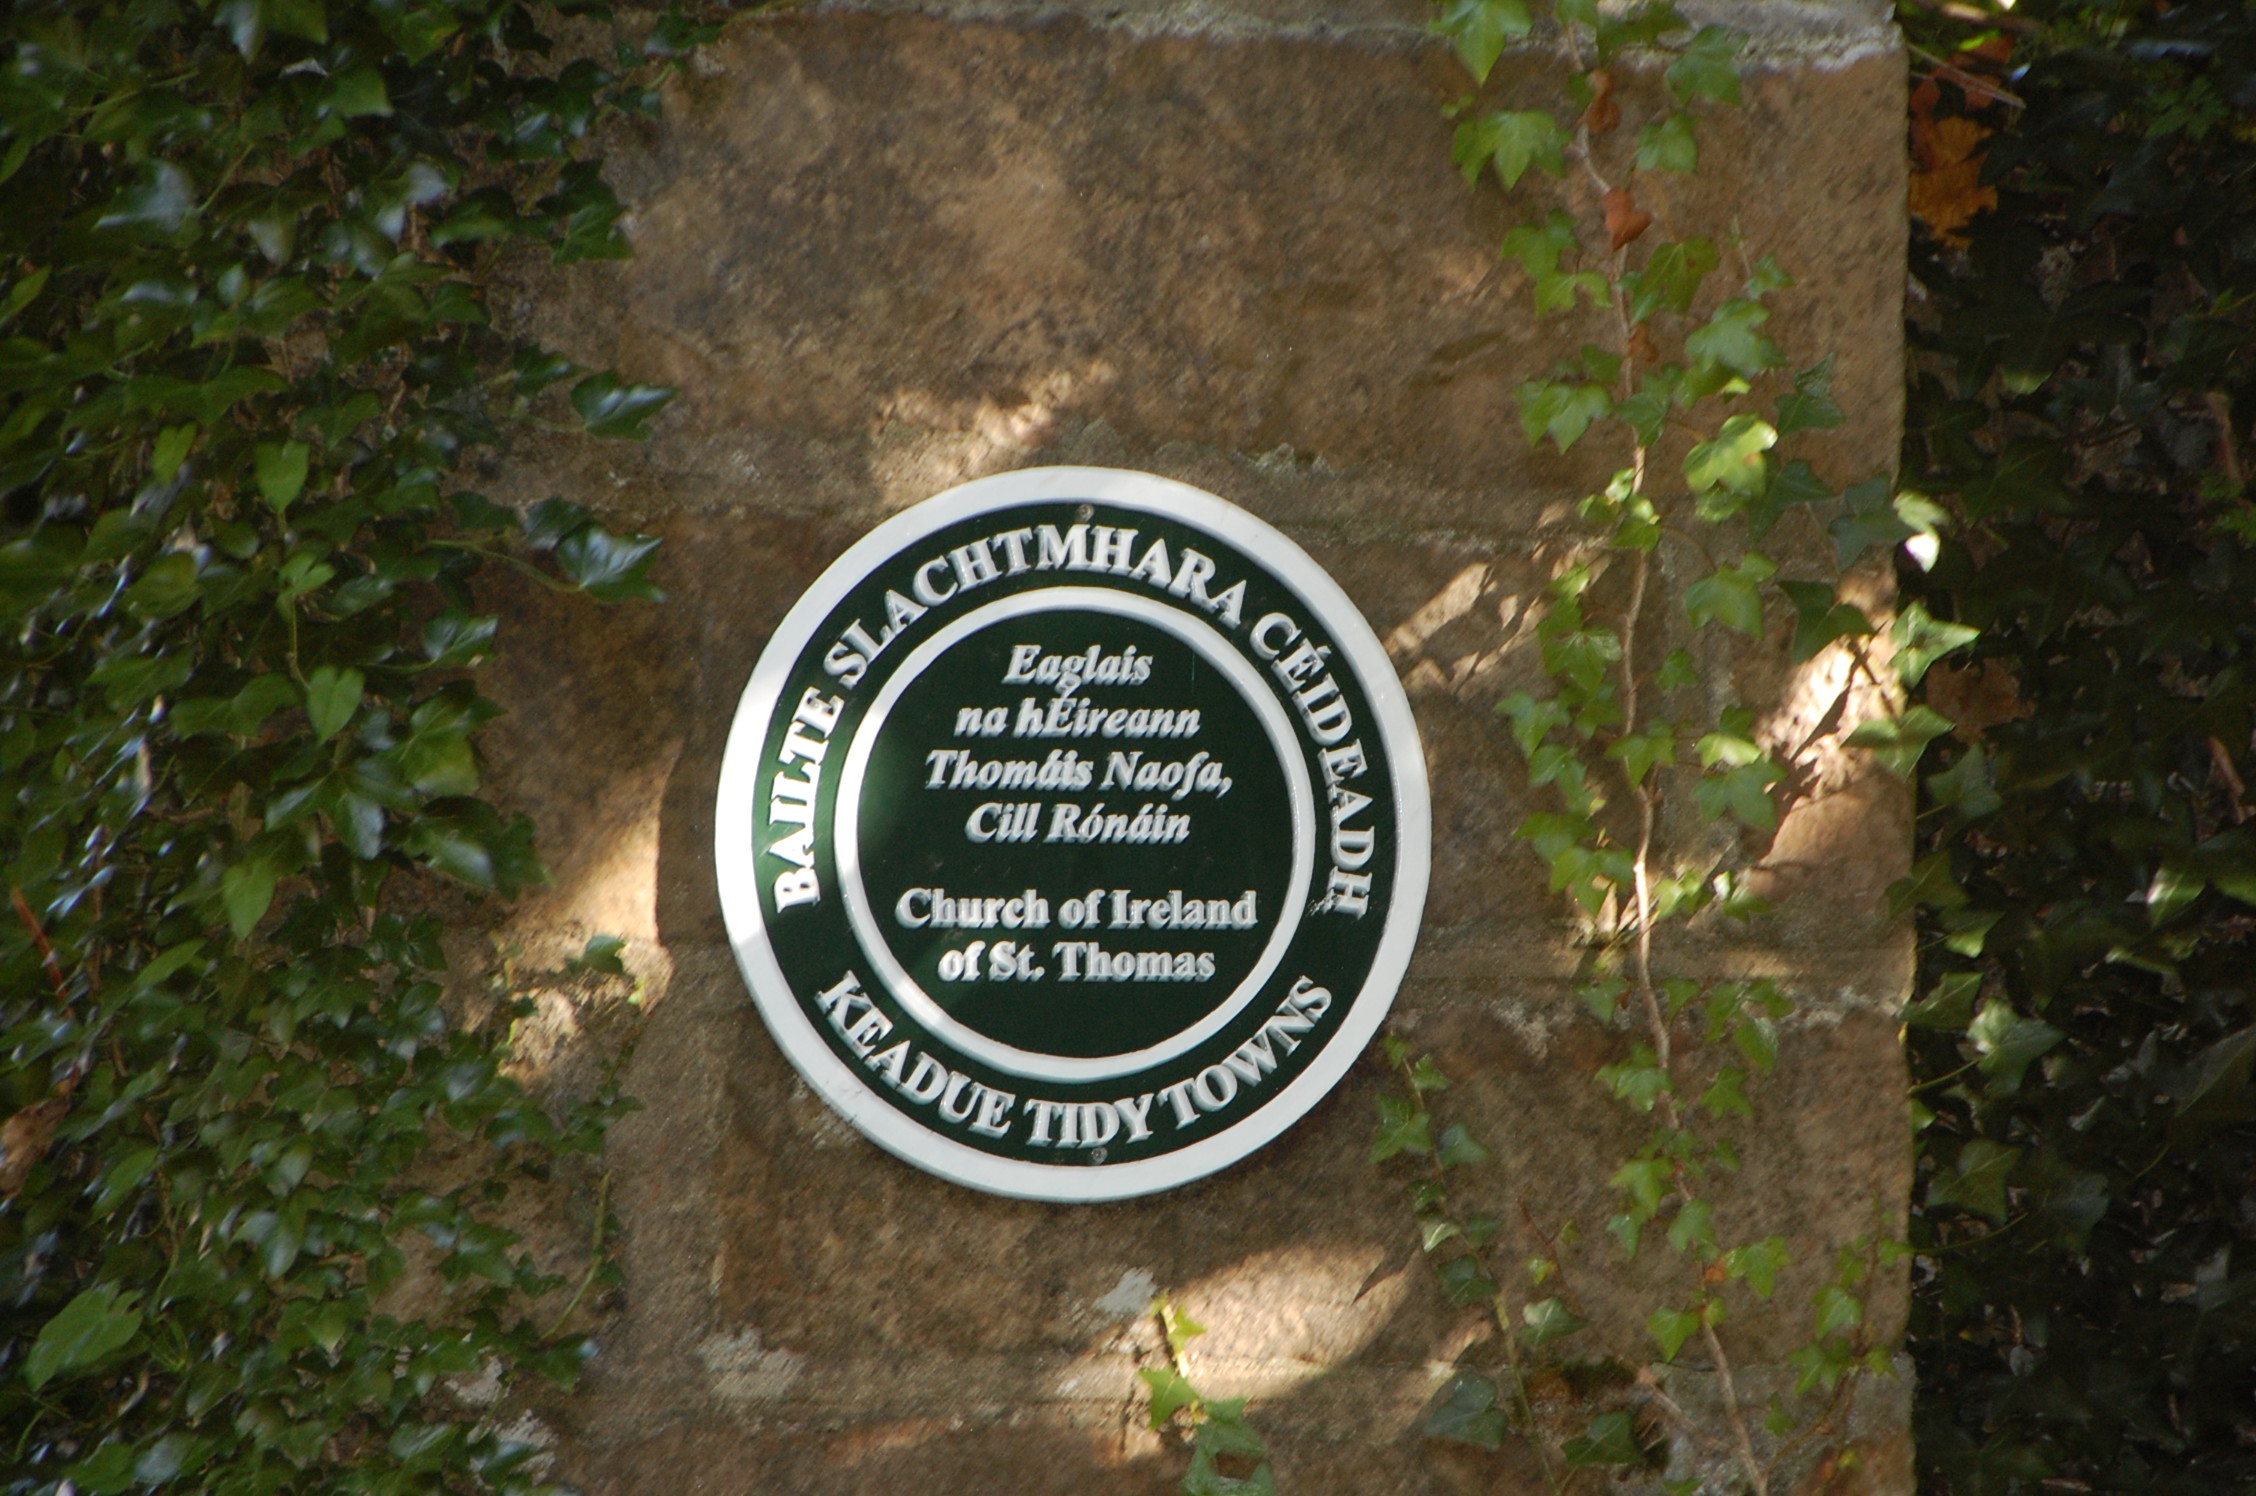 BAILTE SLACHTMHARA CÉIDEADH
Eaglais
na hÉireann
Thomáis Naofa,
Cill Rónáin
Church of Ireland
of St. Thomas
KEADUE TIDY TOWNS